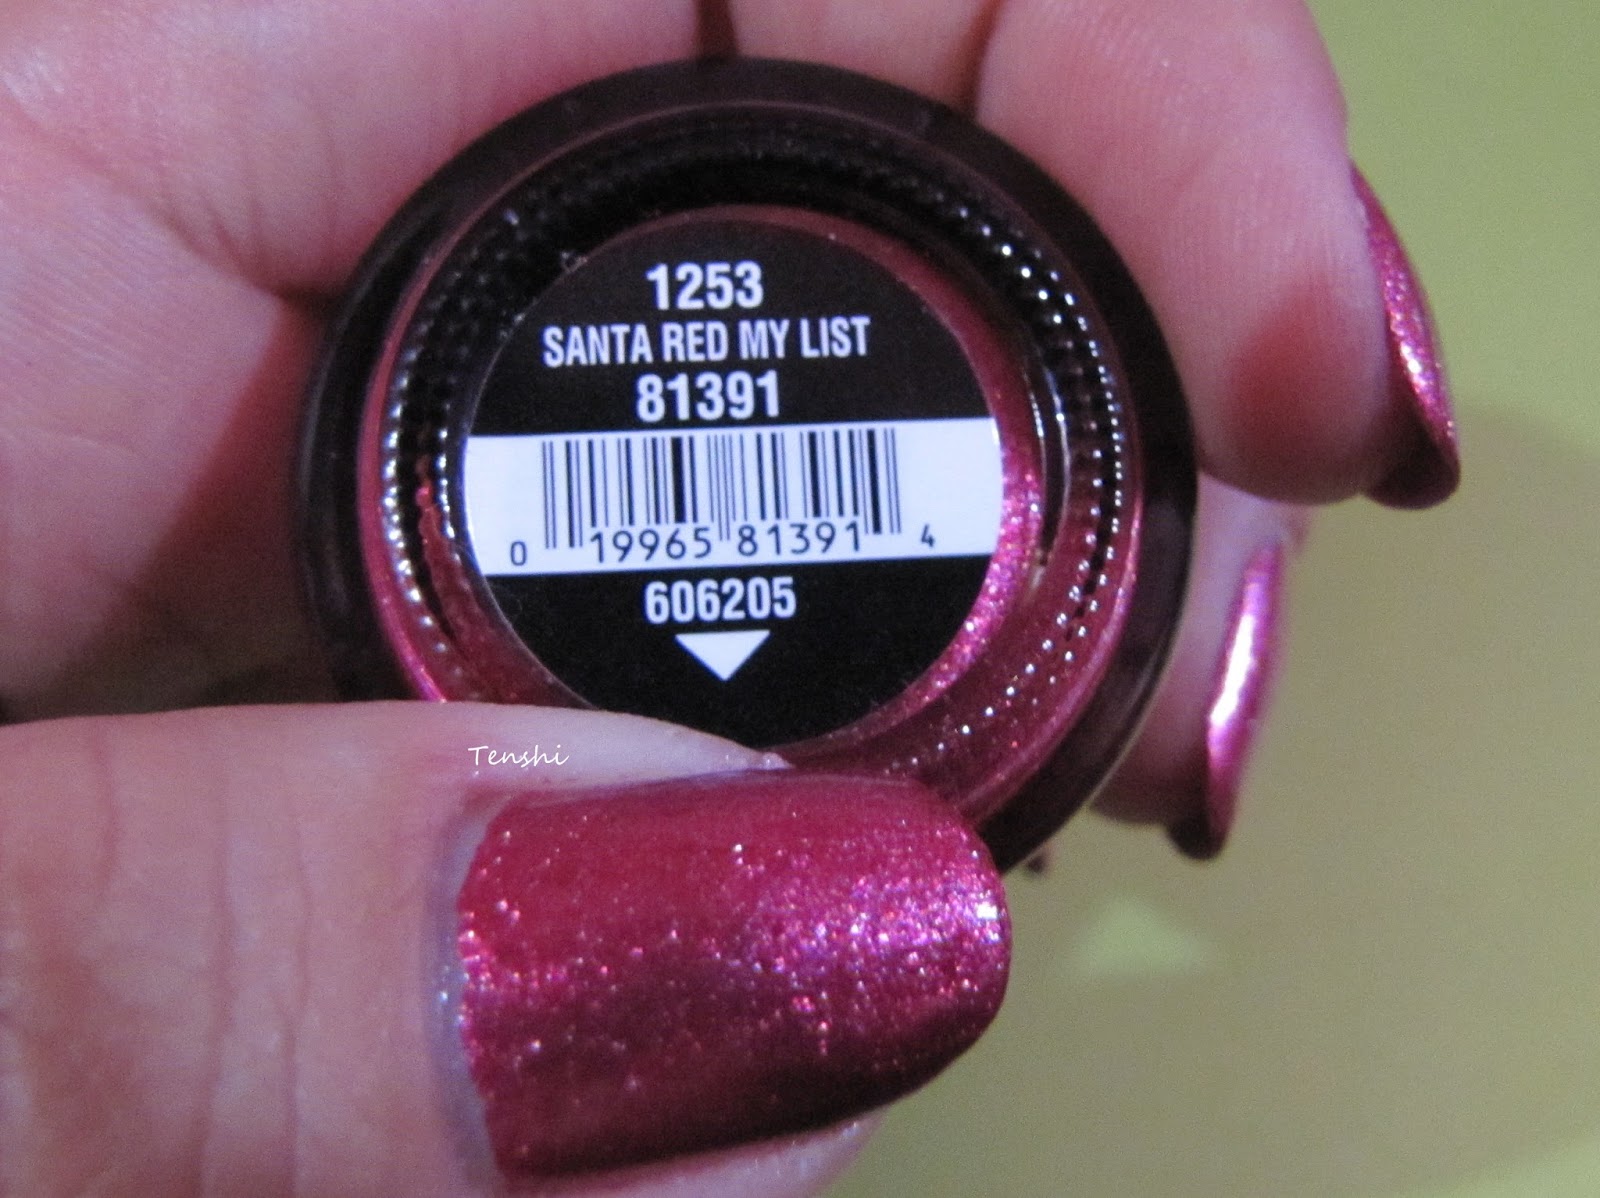 1253
SANTA RED MY LIST
81391
0 19965 81391 4
606205
Tenshi